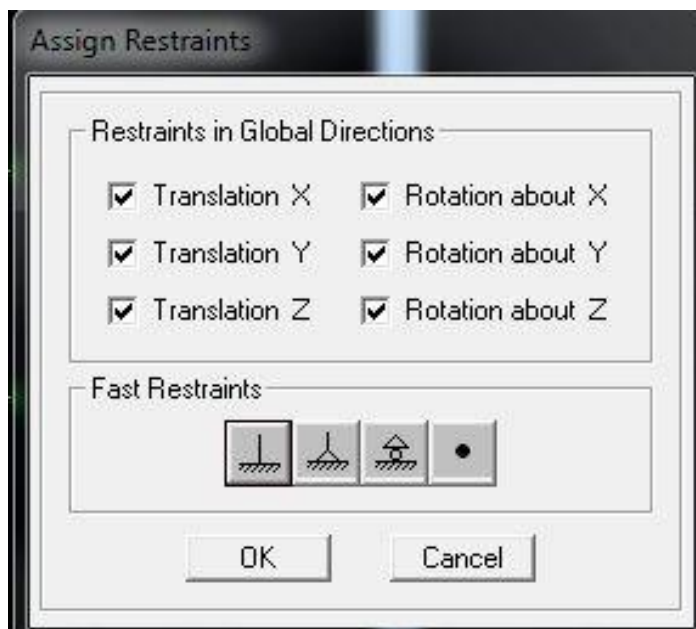 Assign Restraints
Restraints in Global Directions
Translation X
Rotation about X
Translation Y
Rotation about Y
Translation Z
Rotation about Z
Fast Restraints
OK
Cancel